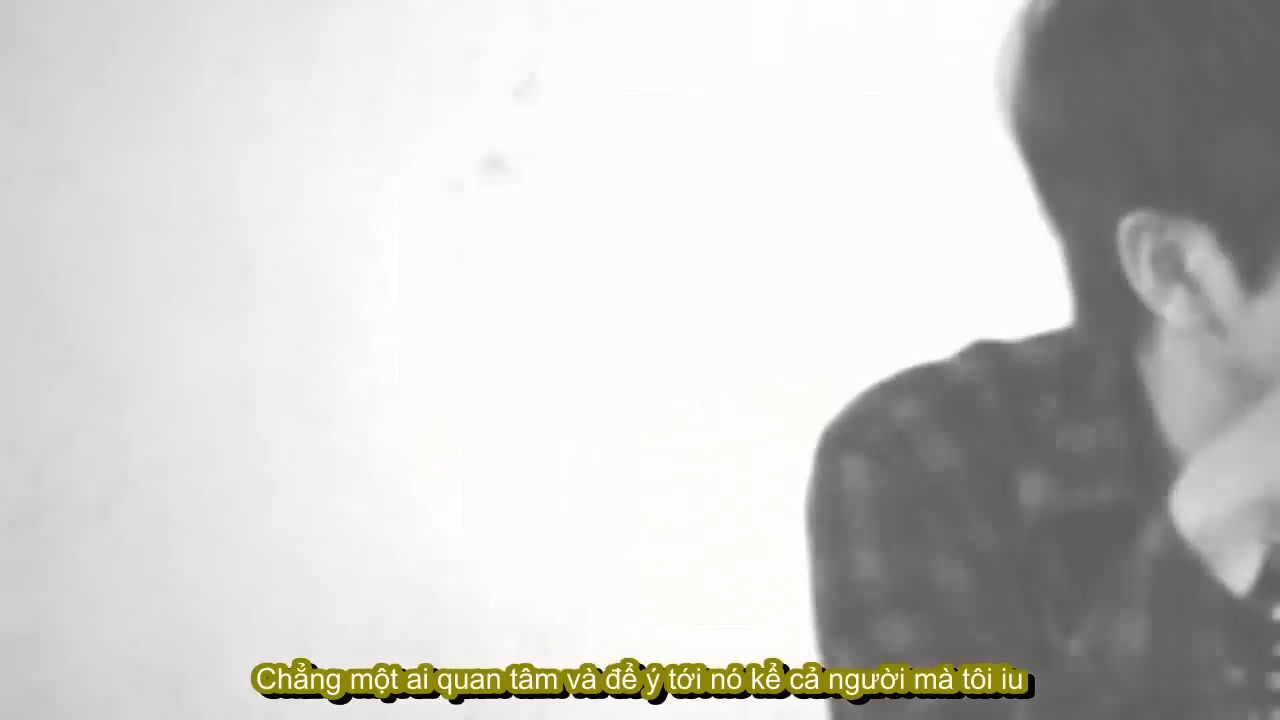 Chẳng một ai quan tâm và để ý tới nó kể cả người mà tôi iu